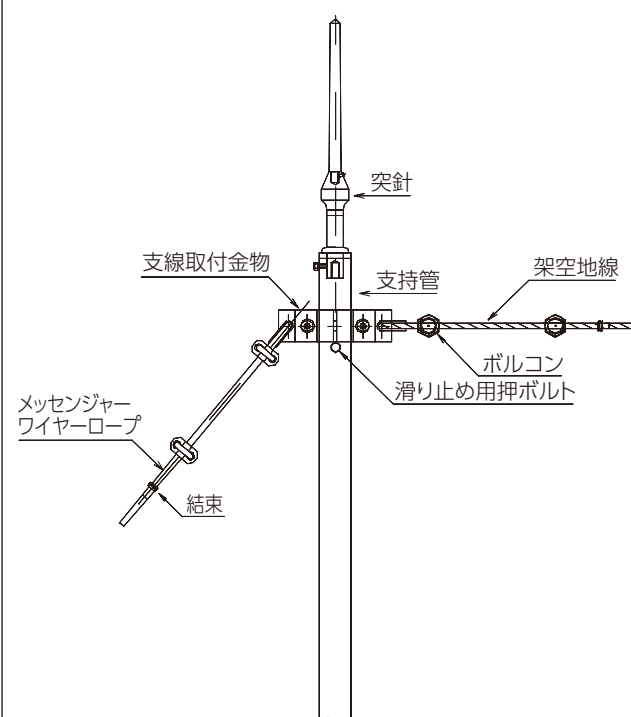 突針
支線取付金物
支持管
架空地線
ボルコン
滑り止め用押ボルト
メッセンジャー
ワイヤーロープ
結束